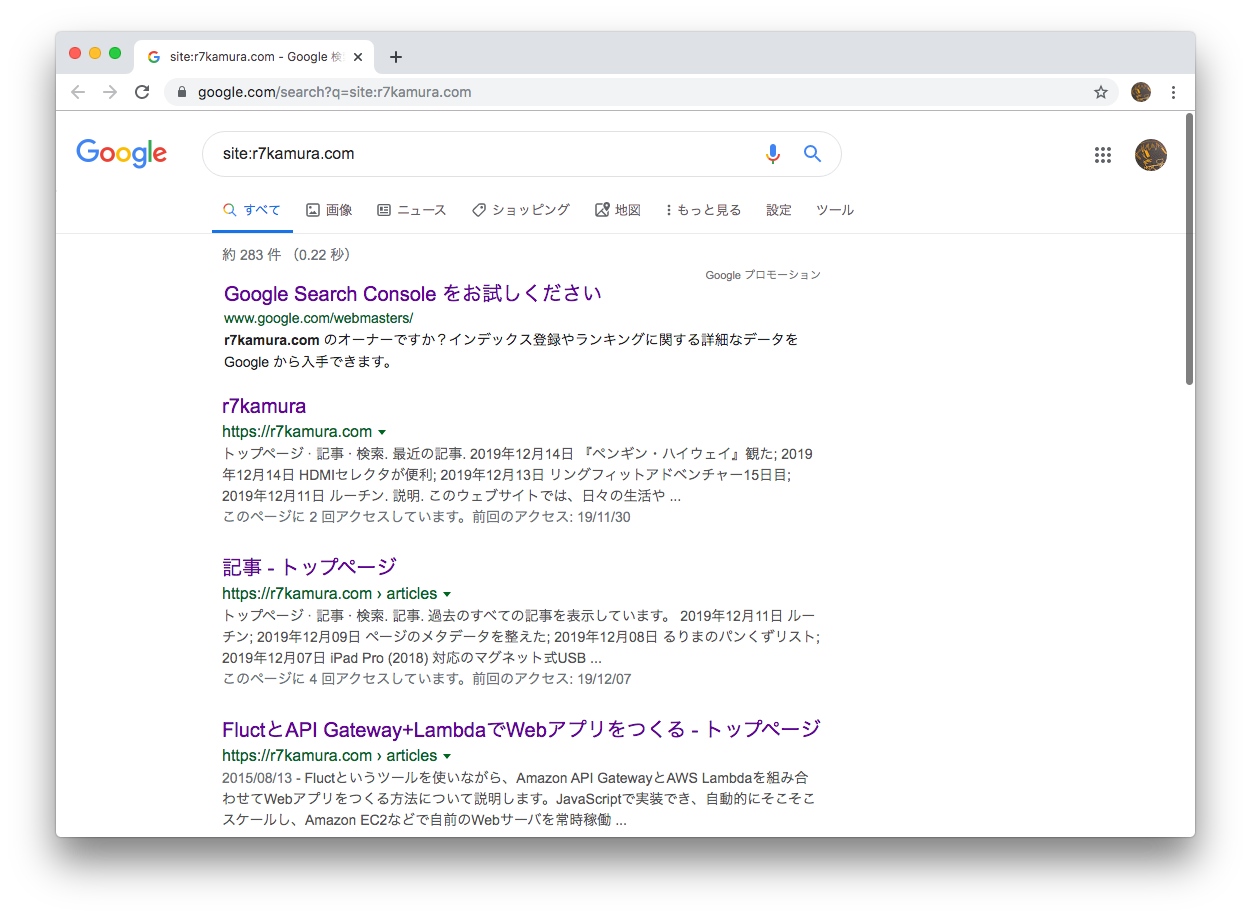 site:r7kamura.com - Google 検
google.com/search?q=site:r7kamura.com
Google
site:r7kamura.com
すべて 画像 ニュース ショッピング 地図 もっと見る 設定 ツール
約 283 件 （0.22 秒）
Google プロモーション
Google Search Console をお試しください
www.google.com/webmasters/
r7kamura.com のオーナーですか？インデックス登録やランキングに関する詳細なデータを
Google から入手できます。
r7kamura
https://r7kamura.com
トップページ · 記事 · 検索. 最近の記事. 2019年12月14日 『ペンギン・ハイウェイ』観た; 2019
年12月14日 HDMIセレクタが便利; 2019年12月13日 リングフィットアドベンチャー15日目;
2019年12月11日 ルーチン. 説明. このウェブサイトでは、日々の生活や ...
このページに 2 回アクセスしています。前回のアクセス: 19/11/30
記事 - トップページ
https://r7kamura.com › articles
トップページ · 記事 · 検索. 記事. 過去のすべての記事を表示しています。 2019年12月11日 ルー
チン; 2019年12月09日 ページのメタデータを整えた; 2019年12月08日 るりまのパンくずリスト;
2019年12月07日 iPad Pro (2018) 対応のマグネット式USB ...
このページに 4 回アクセスしています。前回のアクセス: 19/12/07
FluctとAPI Gateway+LambdaでWebアプリをつくる - トップページ
https://r7kamura.com › articles
2015/08/13 - Fluctというツールを使いながら、Amazon API GatewayとAWS Lambdaを組み合
わせてWebアプリをつくる方法について説明します。JavaScriptで実装でき、自動的にそこそこ
スケールし、Amazon EC2などで自前のWebサーバを常時稼働 ...